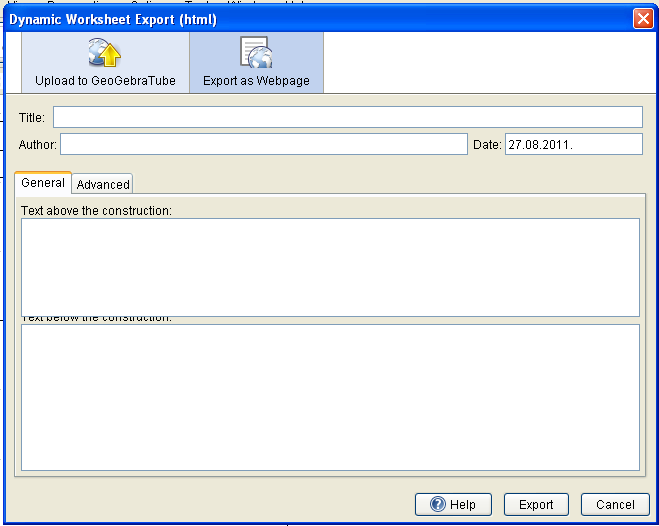 Dynamic Worksheet Export (html)
Upload to GeoGebraTube
Export as Webpage
Title:
Author:
Date: 27.08.2011.
General
Advanced
Text above the construction:
Text below the construction:
Help
Export
Cancel